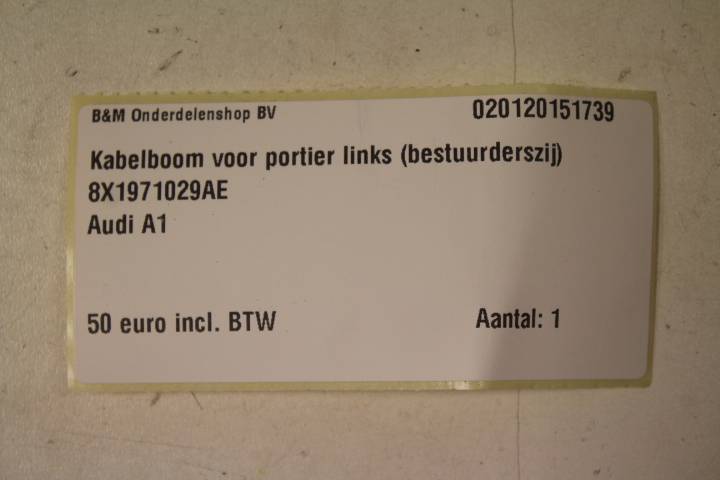 B&M Onderdelenshop BV 020120151739
Kabelboom voor portier links (bestuurderszij)
8X1971029AE
Audi A1
50 euro incl. BTW Aantal: 1